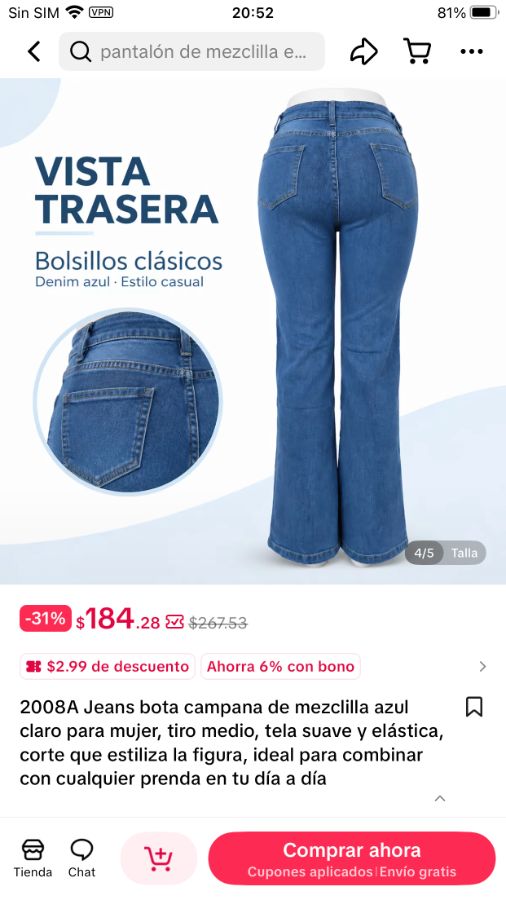 Sin SIM VPN 20:52 81%
pantalón de mezclilla e...
VISTA
TRASERA
Bolsillos clásicos
Denim azul · Estilo casual
4/5 Talla
-31% $184.28 $267.53
$2.99 de descuento Ahorra 6% con bono
2008A Jeans bota campana de mezclilla azul
claro para mujer, tiro medio, tela suave y elástica,
corte que estiliza la figura, ideal para combinar
con cualquier prenda en tu día a día
Comprar ahora
Tienda Chat Cupones aplicados | Envío gratis